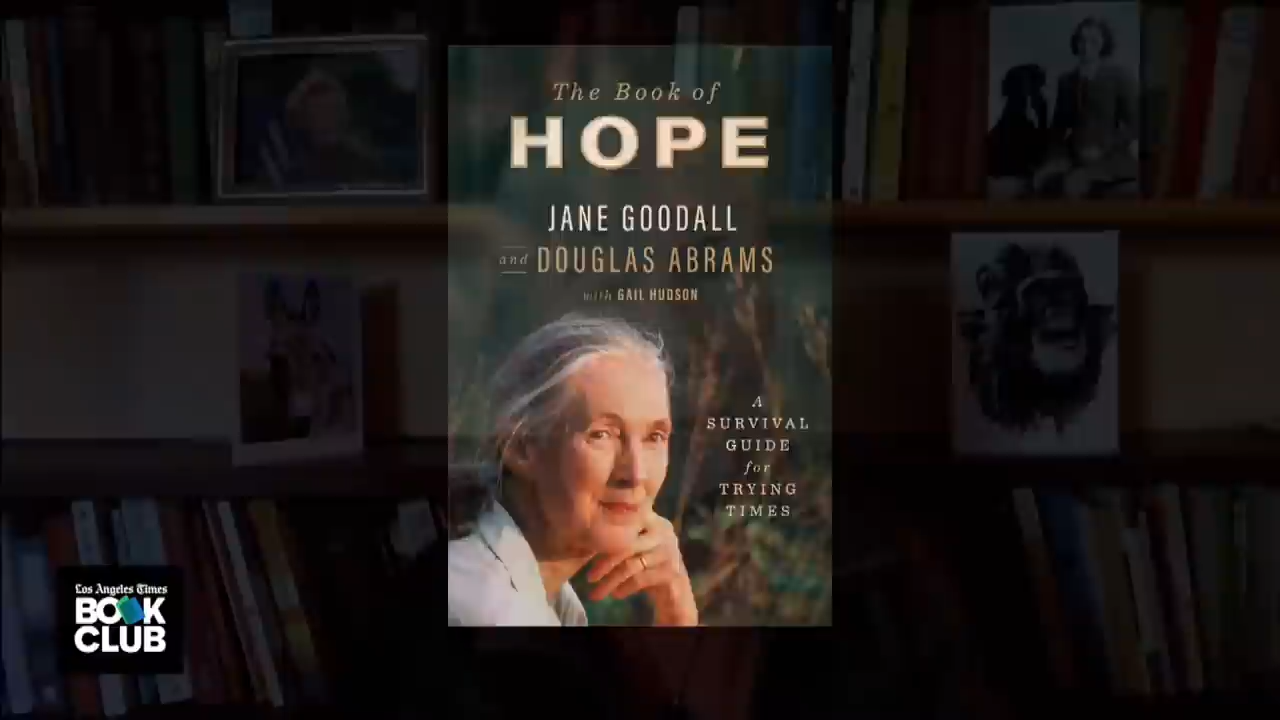 The Book of
HOPE
JANE GOODALL
and DOUGLAS ABRAMS
with GAIL HUDSON
A
SURVIVAL
GUIDE
for
TRYING
TIMES
Los Angeles Times
BOOK
CLUB